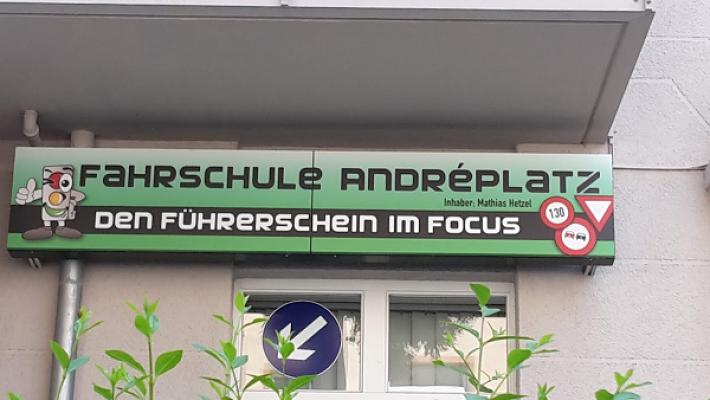 FAHRSCHULE ANDRÉPLATZ
Inhaber: Mathias Hetzel
DEN FÜHRERSCHEIN IM FOCUS
130